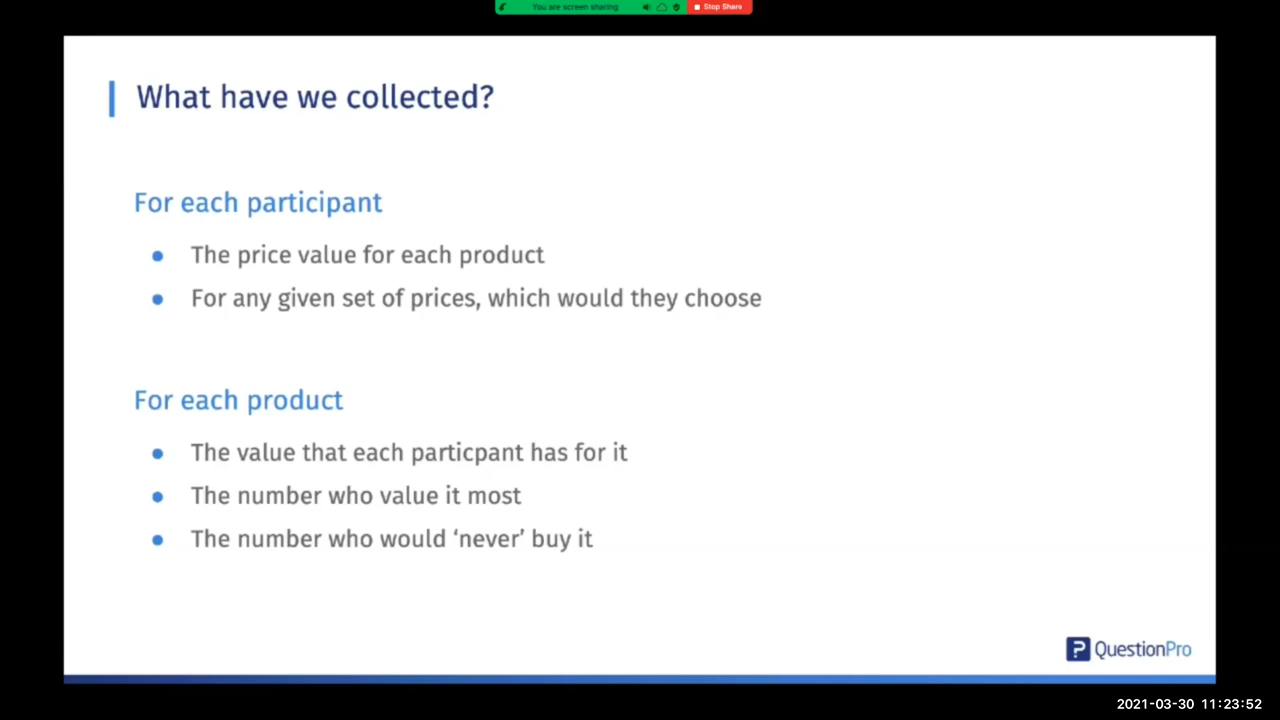 You are screen sharing
Stop Share
What have we collected?
For each participant
The price value for each product
For any given set of prices, which would they choose
For each product
The value that each particpant has for it
The number who value it most
The number who would ‘never’ buy it
QuestionPro
2021-03-30 11:23:52